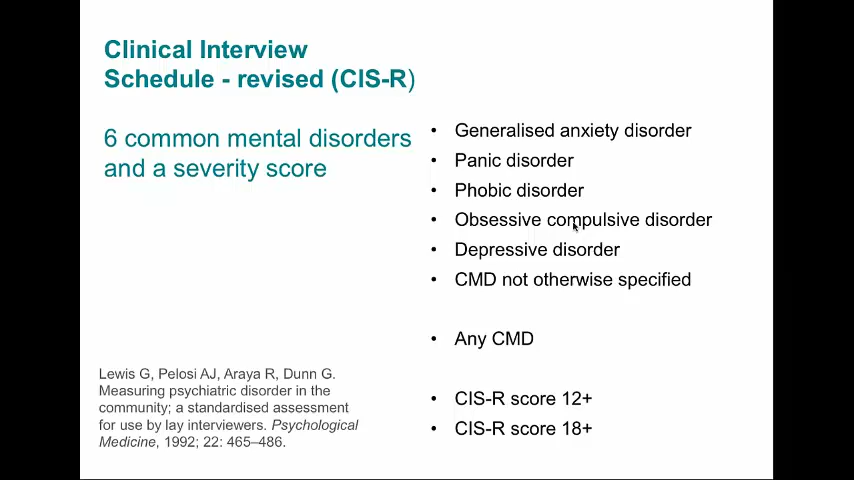 Clinical Interview
Schedule - revised (CIS-R)
6 common mental disorders
and a severity score
• Generalised anxiety disorder
• Panic disorder
• Phobic disorder
• Obsessive compulsive disorder
• Depressive disorder
• CMD not otherwise specified
• Any CMD
• CIS-R score 12+
• CIS-R score 18+
Lewis G, Pelosi AJ, Araya R, Dunn G.
Measuring psychiatric disorder in the
community; a standardised assessment
for use by lay interviewers. Psychological
Medicine, 1992; 22: 465–486.